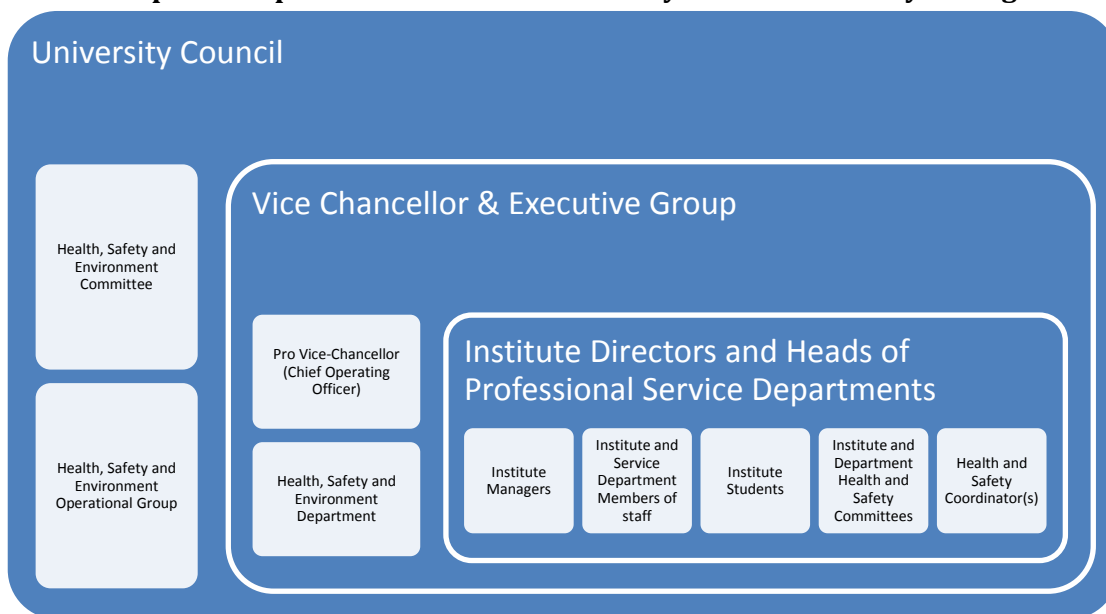 University Council
Vice Chancellor & Executive Group
Health, Safety and
Environment
Committee
Health, Safety and
Environment
Operational Group
Pro Vice-Chancellor
(Chief Operating
Officer)
Health, Safety and
Environment
Department
Institute Directors and Heads of
Professional Service Departments
Institute
Managers
Institute and
Service
Department
Members of
staff
Institute
Students
Institute and
Department
Health and
Safety
Committees
Health and
Safety
Coordinator(s)